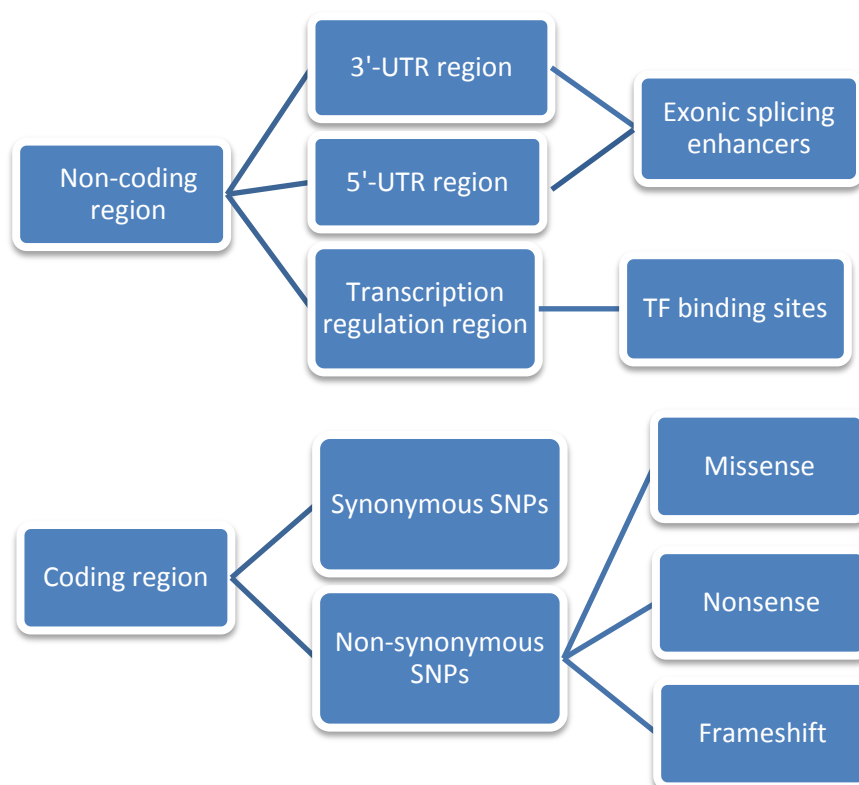 3'-UTR region
Exonic splicing
enhancers
Non-coding
region
5'-UTR region
Transcription
regulation region
TF binding sites
Missense
Synonymous SNPs
Coding region
Nonsense
Non-synonymous
SNPs
Frameshift